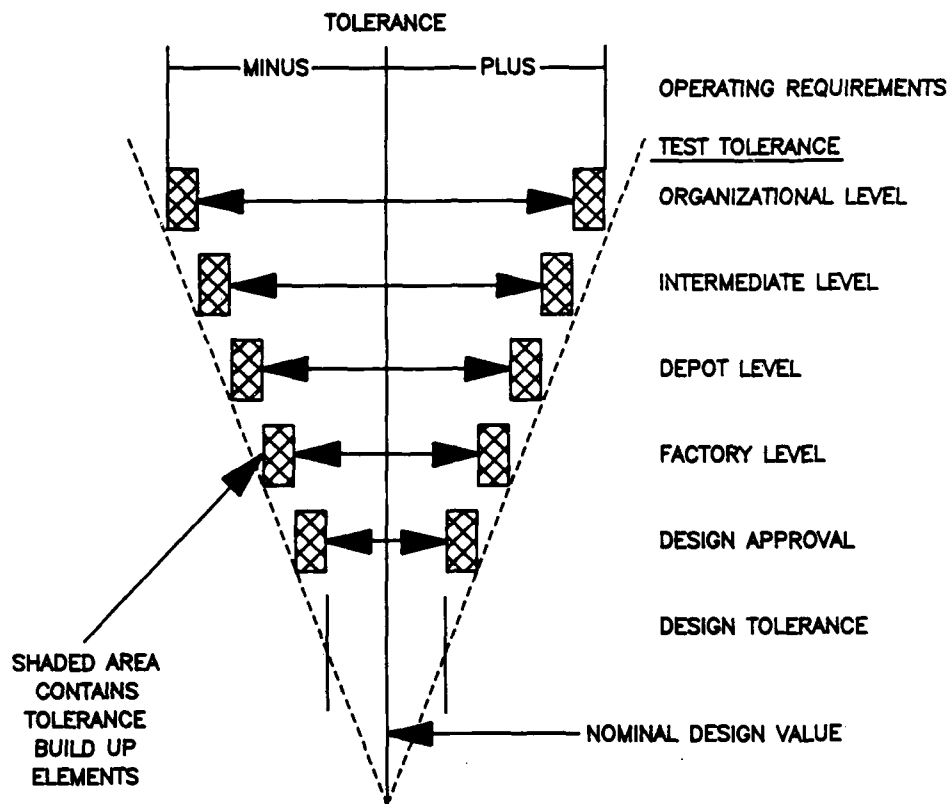 TOLERANCE
MINUS
PLUS
OPERATING REQUIREMENTS
TEST TOLERANCE
ORGANIZATIONAL LEVEL
INTERMEDIATE LEVEL
DEPOT LEVEL
FACTORY LEVEL
DESIGN APPROVAL
DESIGN TOLERANCE
SHADED AREA
CONTAINS
TOLERANCE
BUILD UP
ELEMENTS
NOMINAL DESIGN VALUE